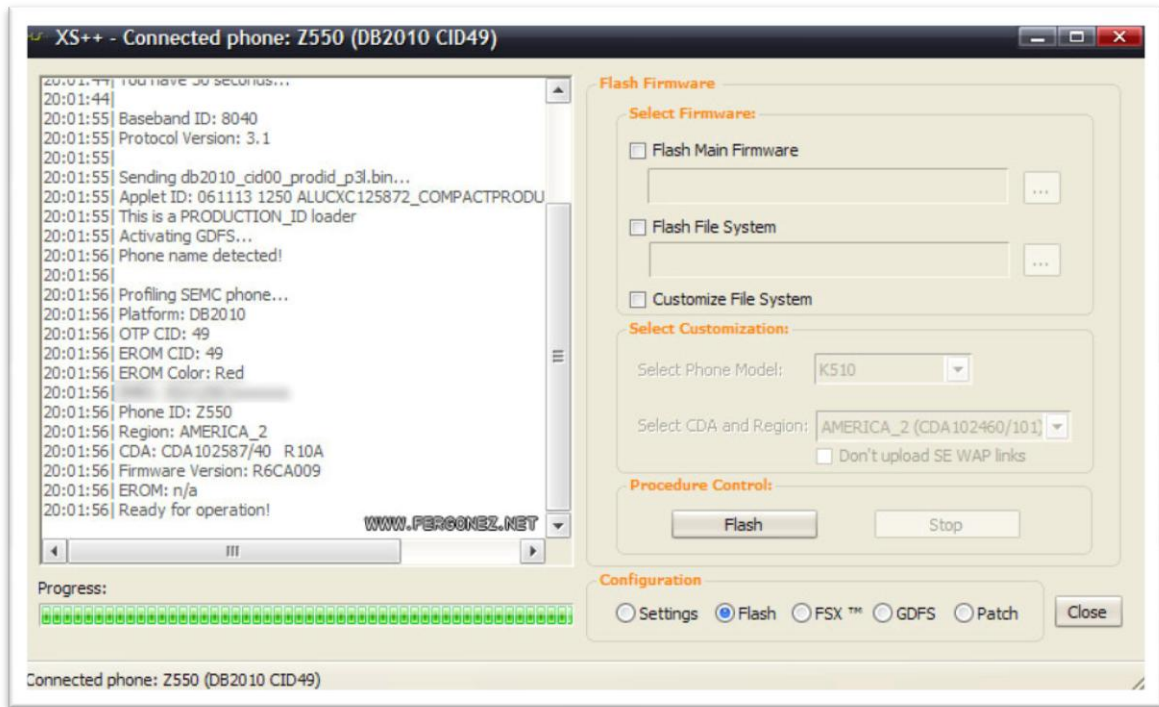 XS++ - Connected phone: Z550 (DB2010 CID49)
20:01:44| You have 30 seconds...
20:01:44|
20:01:55| Baseband ID: 8040
20:01:55| Protocol Version: 3.1
20:01:55|
20:01:55| Sending db2010_cid00_prodid_p3l.bin...
20:01:55| Applet ID: 061113 1250 ALUCXC125872_COMPACTPRODU
20:01:55| This is a PRODUCTION_ID loader
20:01:55| Activating GDFS...
20:01:56| Phone name detected!
20:01:56|
20:01:56| Profiling SEMC phone...
20:01:56| Platform: DB2010
20:01:56| OTP CID: 49
20:01:56| EROM CID: 49
20:01:56| EROM Color: Red
20:01:56|
20:01:56| Phone ID: Z550
20:01:56| Region: AMERICA_2
20:01:56| CDA: CDA102587/40 R10A
20:01:56| Firmware Version: R6CA009
20:01:56| EROM: n/a
20:01:56| Ready for operation!
WWW.FERGONEZ.NET
Progress:
Flash Firmware
Select Firmware:
Flash Main Firmware
...
Flash File System
...
Customize File System
Select Customization:
Select Phone Model: K510
Select CDA and Region: AMERICA_2 (CDA102460/101)
Don't upload SE WAP links
Procedure Control:
Flash Stop
Configuration
Settings Flash FSX ™ GDFS Patch Close
Connected phone: Z550 (DB2010 CID49)